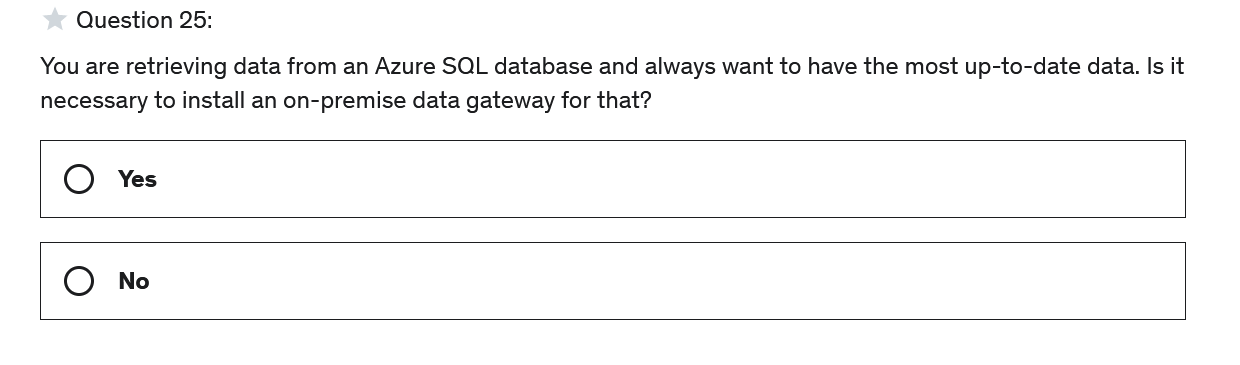 Question 25:
You are retrieving data from an Azure SQL database and always want to have the most up-to-date data. Is it
necessary to install an on-premise data gateway for that?
Yes
No